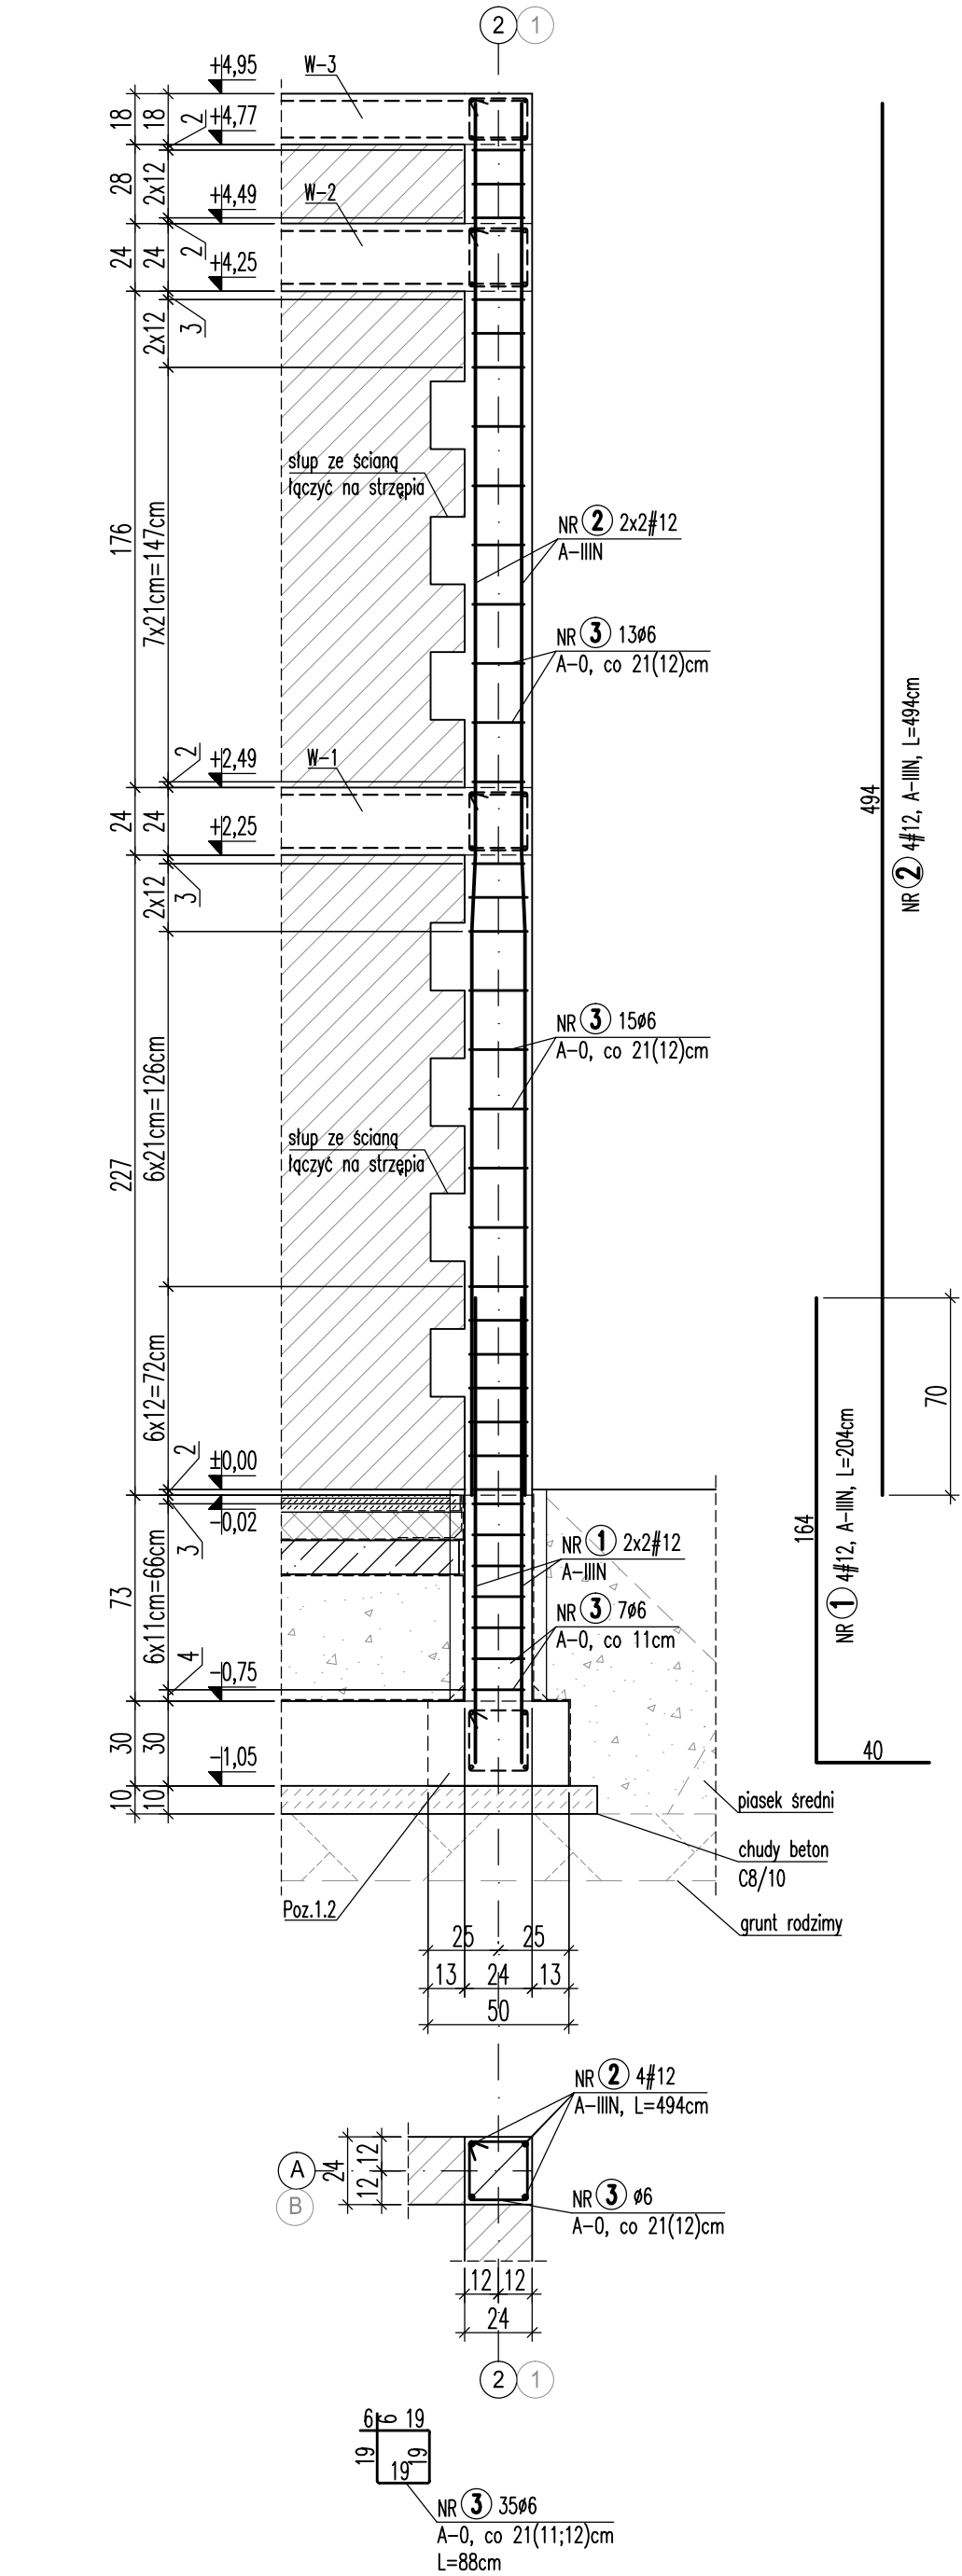 2 1
+4,95
W-3
18 18
2
+4,77
28 2x12
+4,49
W-2
2
24 24
+4,25
3
2x12
słup ze ścianą
łączyć na strzępia
176
7x21cm=147cm
NR 2 2x2#12
A-IIIN
NR 3 13ø6
A-0, co 21(12)cm
2
+2,49
W-1
24 24
+2,25
3
2x12
494
NR 2 4#12, A-IIIN, L=494cm
NR 3 15ø6
A-0, co 21(12)cm
6x21cm=126cm
słup ze ścianą
łączyć na strzępia
227
6x12=72cm
2
±0,00
-0,02
3
70
164
NR 1 4#12, A-IIIN, L=204cm
40
NR 1 2x2#12
A-IIIN
NR 3 7ø6
A-0, co 11cm
73
6x11cm=66cm
4
-0,75
30 30
-1,05
10 10
piasek średni
chudy beton
C8/10
grunt rodzimy
Poz.1.2
25 25
13 24 13
50
NR 2 4#12
A-IIIN, L=494cm
A
B
24
12
12
NR 3 ø6
A-0, co 21(12)cm
12 12
24
2 1
6 6 19
19 19
19
NR 3 35ø6
A-0, co 21(11;12)cm
L=88cm